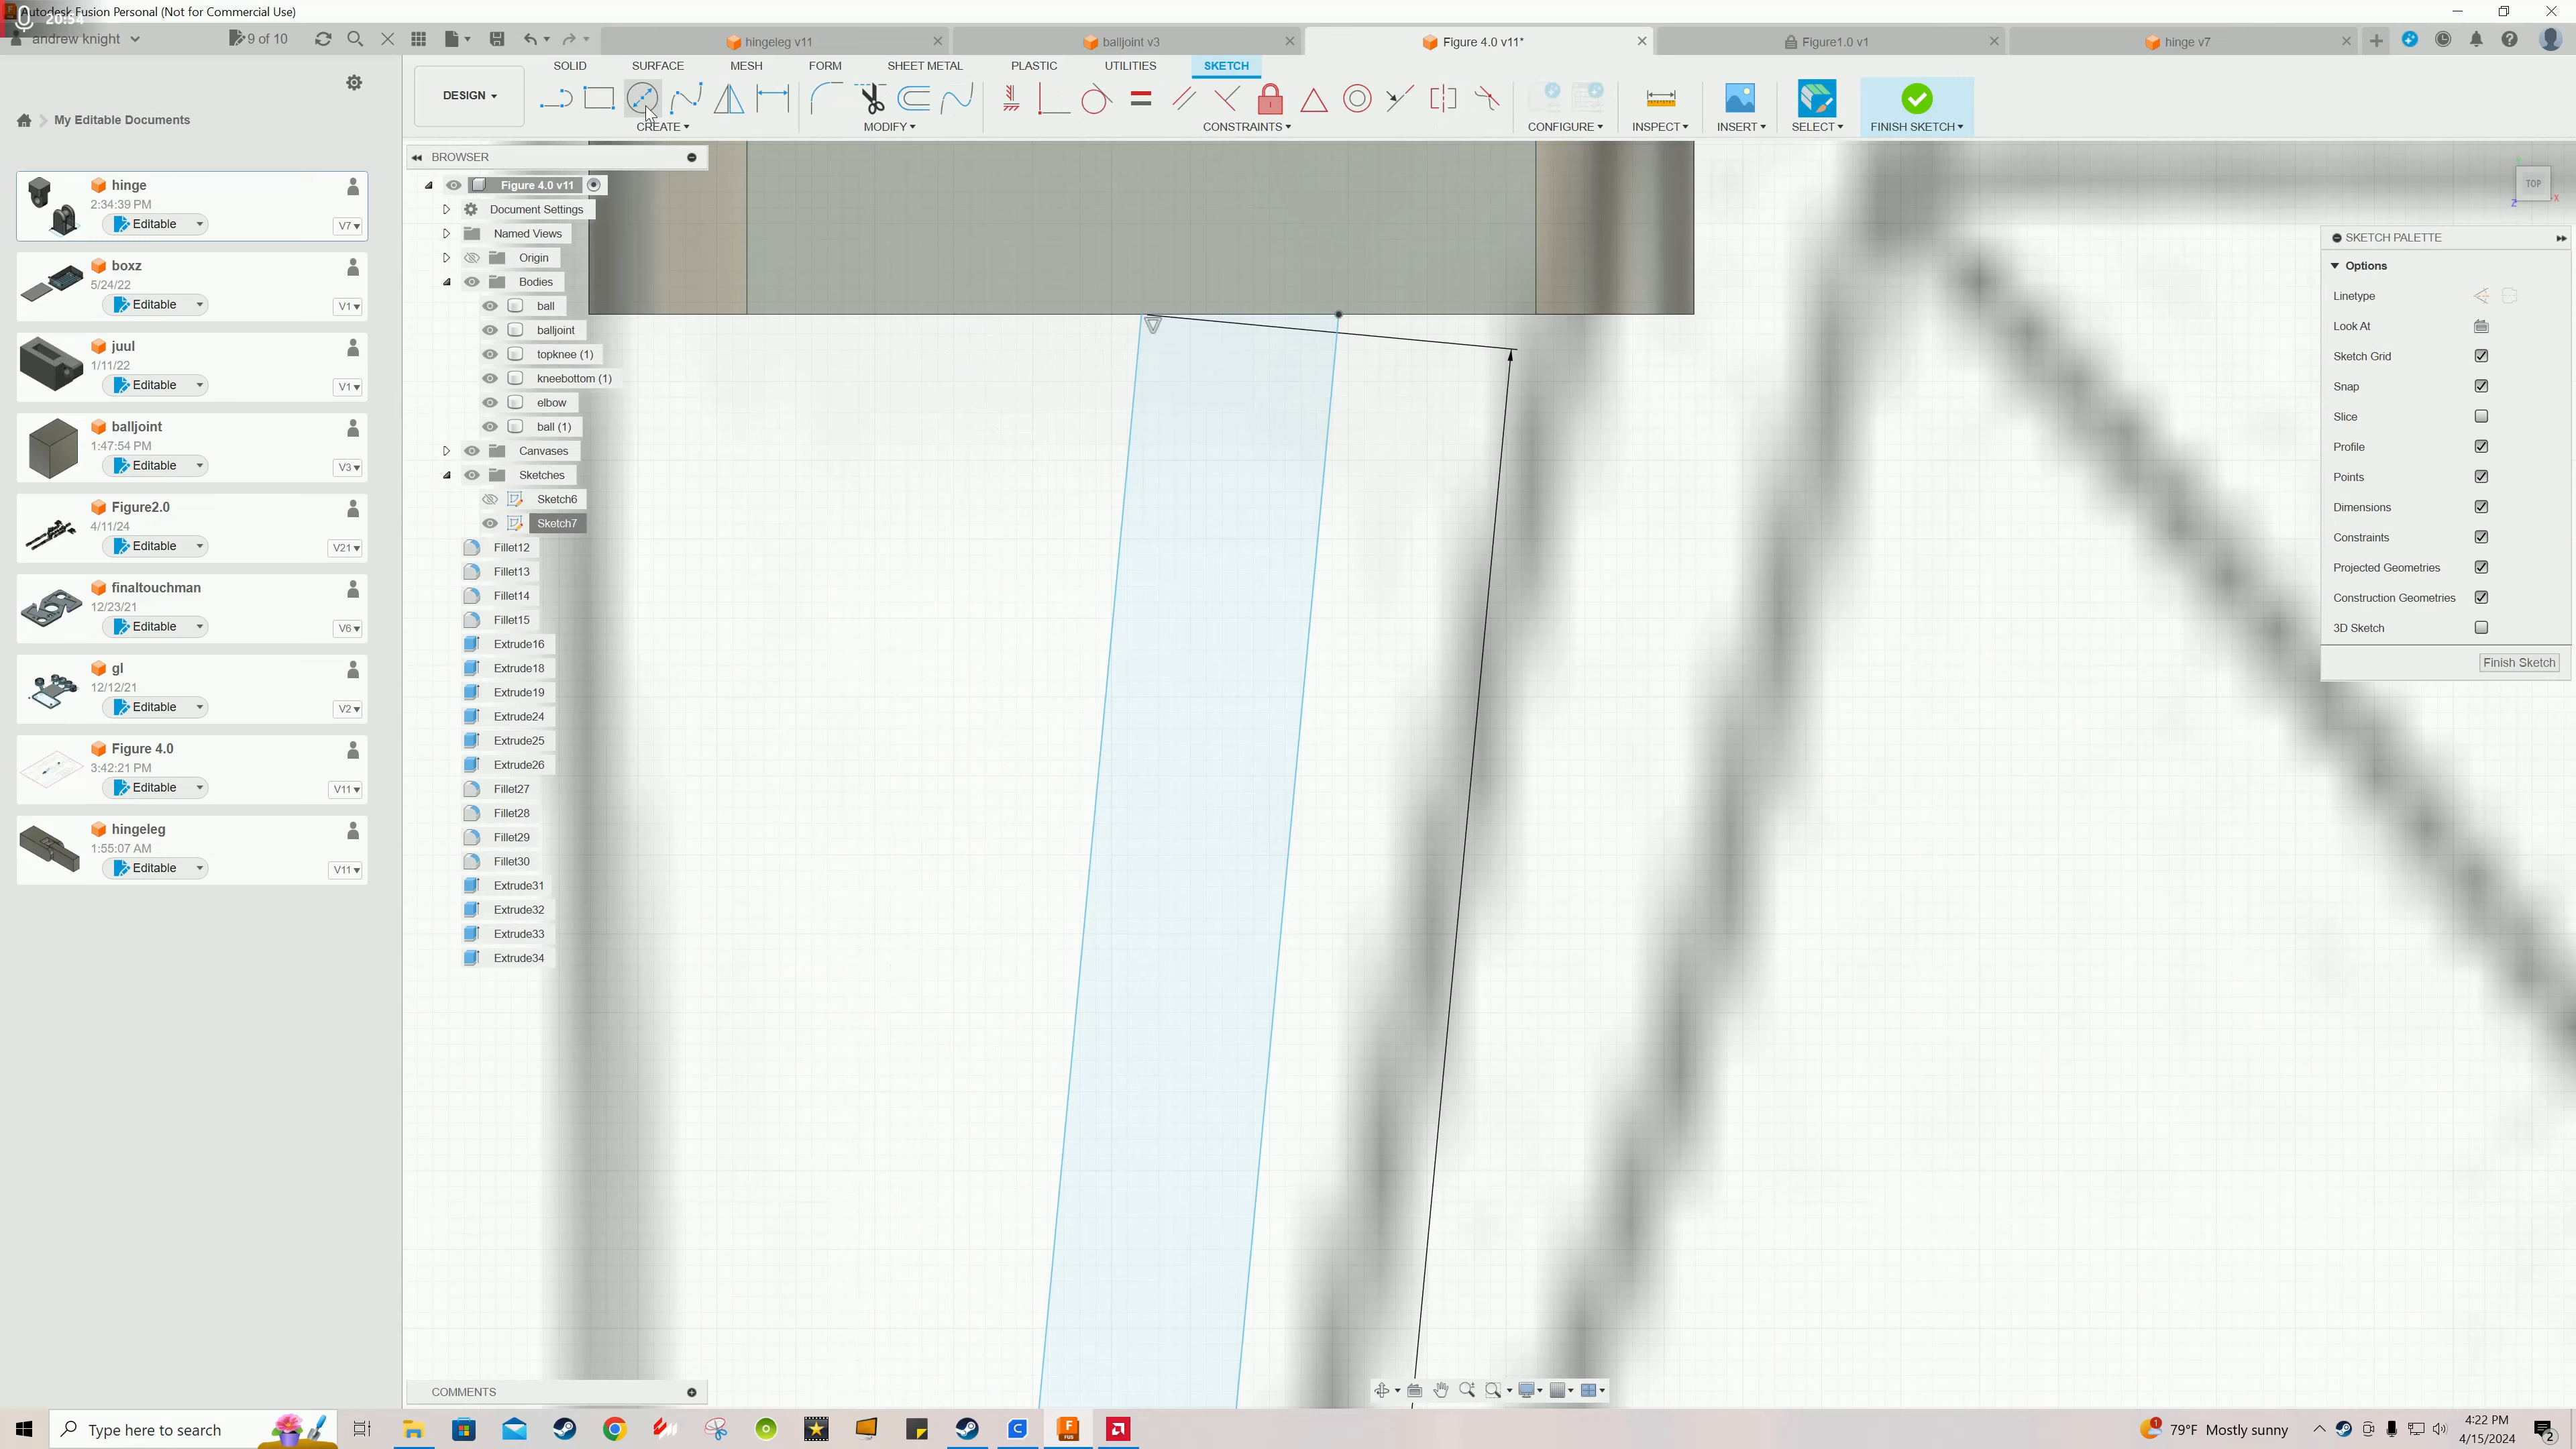 20:54
Autodesk Fusion Personal (Not for Commercial Use)
andrew knight
9 of 10
hingeleg v11
balljoint v3
Figure 4.0 v11*
Figure1.0 v1
hinge v7
SOLID
SURFACE
MESH
FORM
SHEET METAL
PLASTIC
UTILITIES
SKETCH
DESIGN
CREATE
MODIFY
CONSTRAINTS
CONFIGURE
INSPECT
INSERT
SELECT
FINISH SKETCH
My Editable Documents
hinge
2:34:39 PM
Editable
V7
boxz
5/24/22
Editable
V1
juul
1/11/22
Editable
V1
balljoint
1:47:54 PM
Editable
V3
Figure2.0
4/11/24
Editable
V21
finaltouchman
12/23/21
Editable
V6
gl
12/12/21
Editable
V2
Figure 4.0
3:42:21 PM
Editable
V11
hingeleg
1:55:07 AM
Editable
V11
BROWSER
Figure 4.0 v11
Document Settings
Named Views
Origin
Bodies
ball
balljoint
topknee (1)
kneebottom (1)
elbow
ball (1)
Canvases
Sketches
Sketch6
Sketch7
Fillet12
Fillet13
Fillet14
Fillet15
Extrude16
Extrude18
Extrude19
Extrude24
Extrude25
Extrude26
Fillet27
Fillet28
Fillet29
Fillet30
Extrude31
Extrude32
Extrude33
Extrude34
COMMENTS
TOP
X
Z
SKETCH PALETTE
Options
Linetype
Look At
Sketch Grid
Snap
Slice
Profile
Points
Dimensions
Constraints
Projected Geometries
Construction Geometries
3D Sketch
Finish Sketch
Type here to search
79°F Mostly sunny
4:22 PM
4/15/2024
2